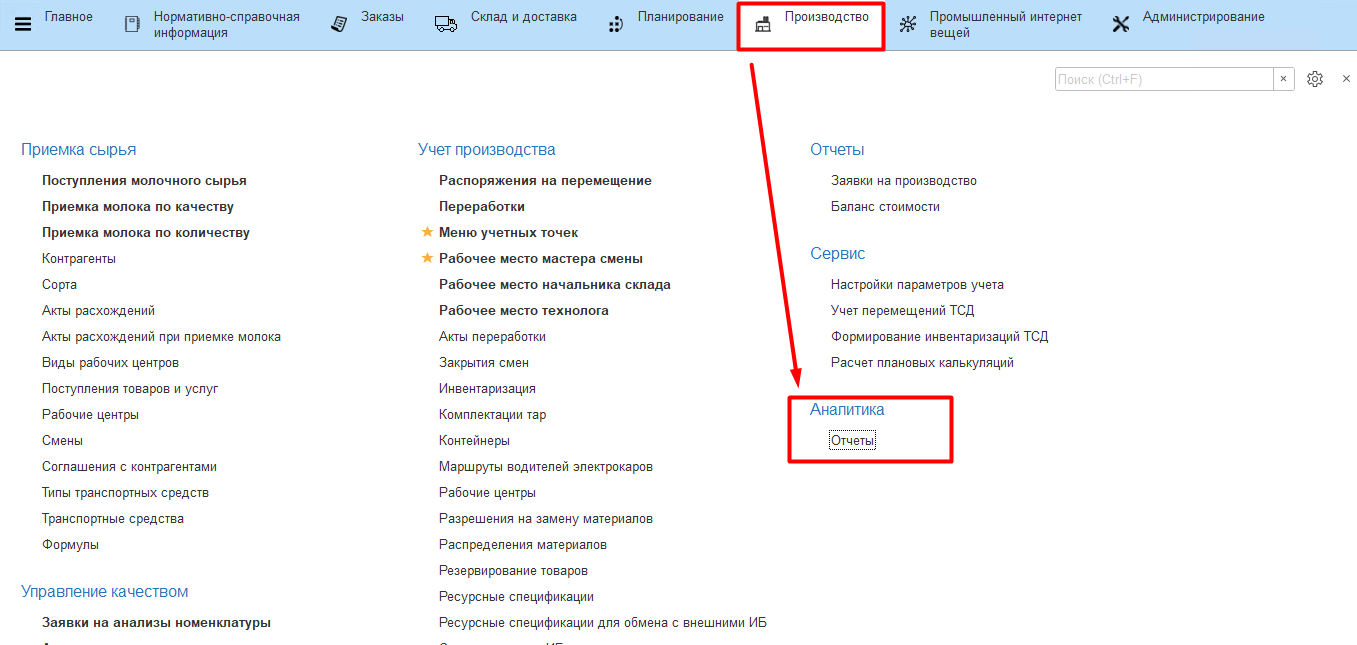 Главное
Нормативно-справочная
информация
Заказы
Склад и доставка
Планирование
Производство
Промышленный интернет
вещей
Администрирование
Поиск (Ctrl+F)
Приемка сырья
Поступления молочного сырья
Приемка молока по качеству
Приемка молока по количеству
Контрагенты
Сорта
Акты расхождений
Акты расхождений при приемке молока
Виды рабочих центров
Поступления товаров и услуг
Рабочие центры
Смены
Соглашения с контрагентами
Типы транспортных средств
Транспортные средства
Формулы
Управление качеством
Заявки на анализы номенклатуры
Учет производства
Распоряжения на перемещение
Переработки
Меню учетных точек
Рабочее место мастера смены
Рабочее место начальника склада
Рабочее место технолога
Акты переработки
Закрытия смен
Инвентаризация
Комплектации тар
Контейнеры
Маршруты водителей электрокаров
Рабочие центры
Разрешения на замену материалов
Распределения материалов
Резервирование товаров
Ресурсные спецификации
Ресурсные спецификации для обмена с внешними ИБ
Отчеты
Заявки на производство
Баланс стоимости
Сервис
Настройки параметров учета
Учет перемещений ТСД
Формирование инвентаризаций ТСД
Расчет плановых калькуляций
Аналитика
Отчеты